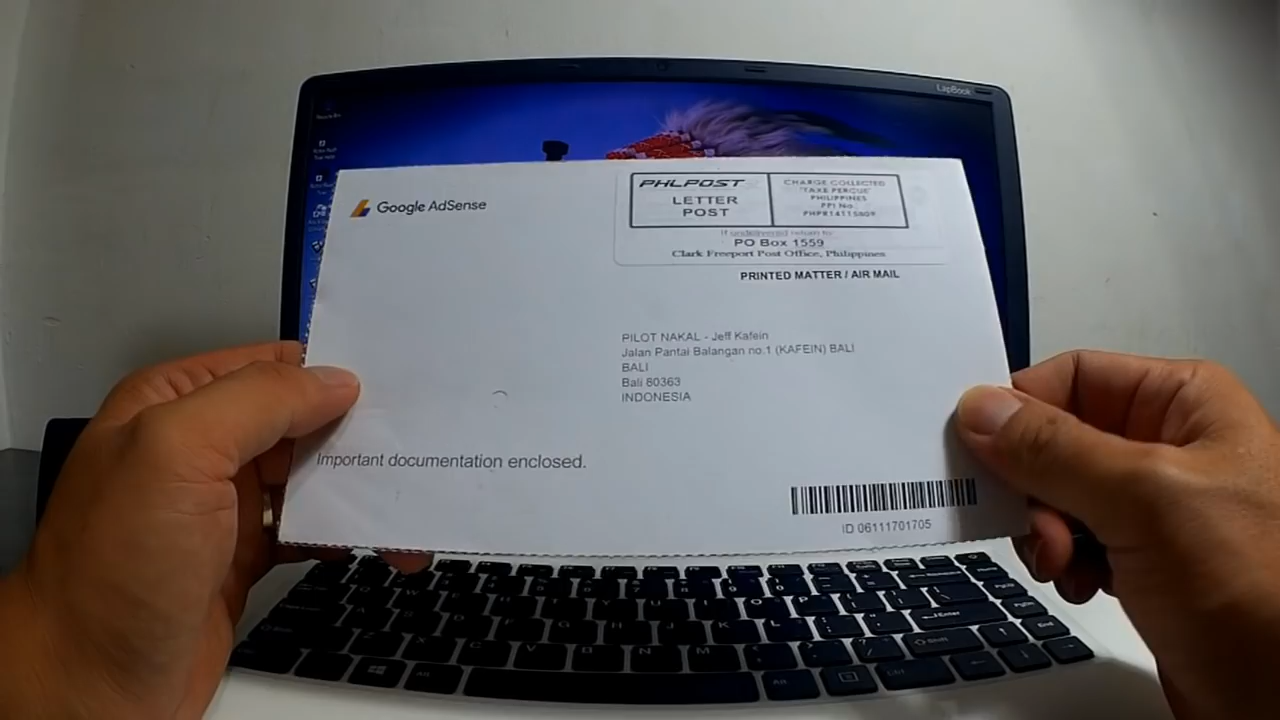 LapBook
Google AdSense
PHLPOST
LETTER
POST
CHARGE COLLECTED
'TAXE PERCUE'
PHILIPPINES
PPI No.
If undelivered return to:
PO Box 1559
Clark Freeport Post Office, Philippines
PRINTED MATTER / AIR MAIL
PILOT NAKAL - Jeff Kafein
Jalan Pantai Balangan no.1 (KAFEIN) BALI
BALI
Bali 80363
INDONESIA
Important documentation enclosed.
ID 06111701705